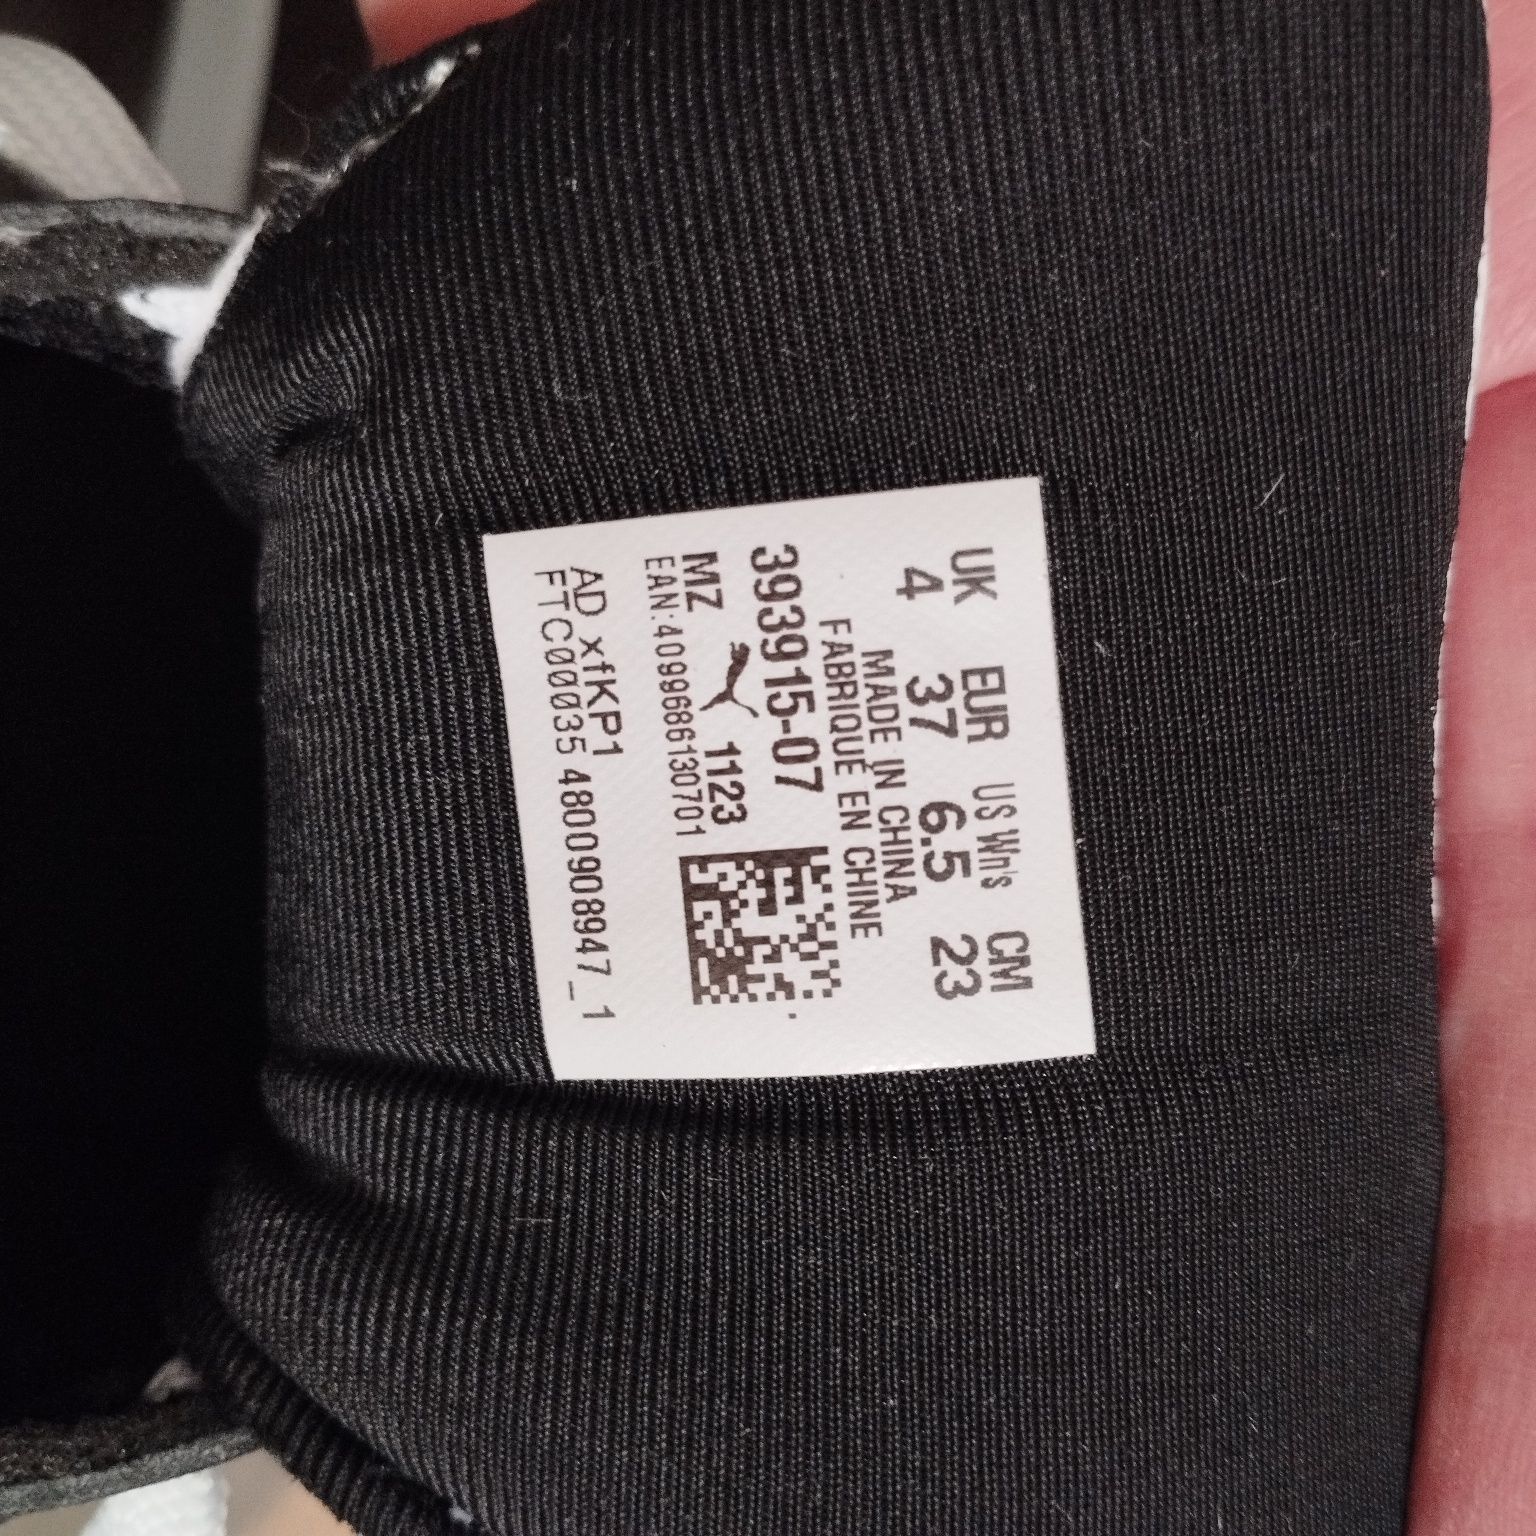 UK EUR US Wn's CM
4 37 6.5 23
MADE IN CHINA
FABRIQUÉ EN CHINE
393915-07
MZ 1123
EAN:4099686130701
AD xfKP1
FTC00035 4800908947_1